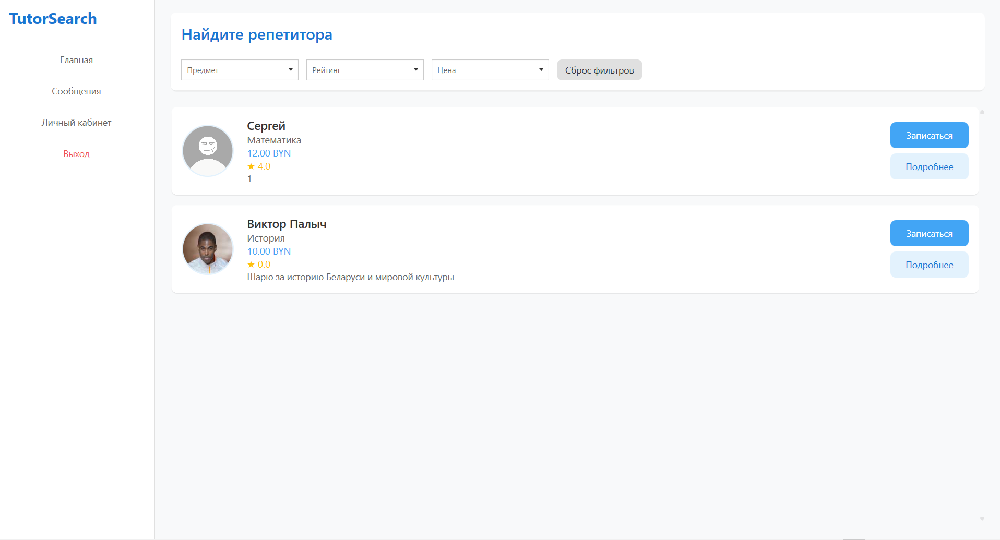 TutorSearch
Главная
Сообщения
Личный кабинет
Выход
Найдите репетитора
Предмет
Рейтинг
Цена
Сброс фильтров
Сергей
Математика
12.00 BYN
★ 4.0
1
Записаться
Подробнее
Виктор Палыч
История
10.00 BYN
★ 0.0
Шарю за историю Беларуси и мировой культуры
Записаться
Подробнее